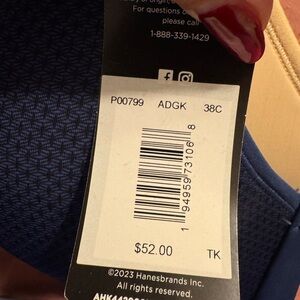 For questions o
please call
1-888-339-1429
f
P00799 ADGK 38C
1 94959 73106 8
$52.00 TK
©2023 Hanesbrands Inc.
All rights reserved.